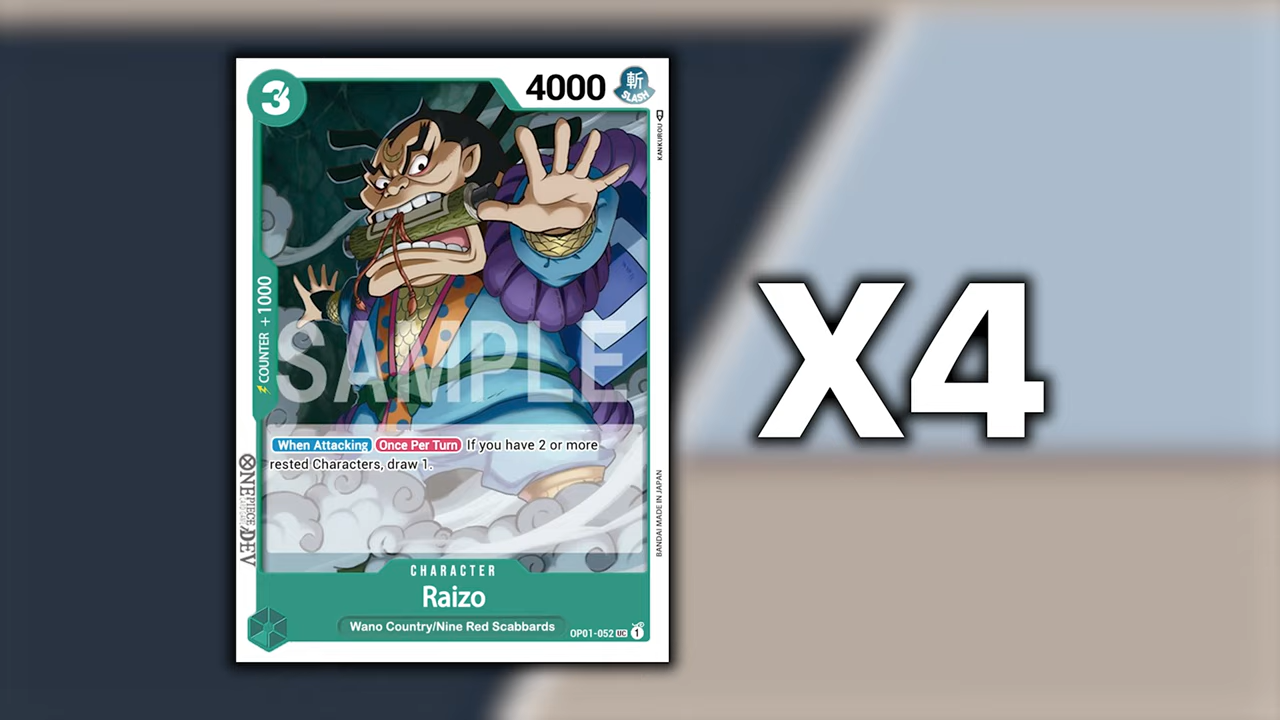 3
4000
斬
SLASH
KANKUROU
COUNTER +1000
SAMPLE
When Attacking Once Per Turn If you have 2 or more
rested Characters, draw 1.
BANDAI MADE IN JAPAN
ONE PIECE DEV
CHARACTER
Raizo
Wano Country/Nine Red Scabbards
OP01-052 UC 1
X4